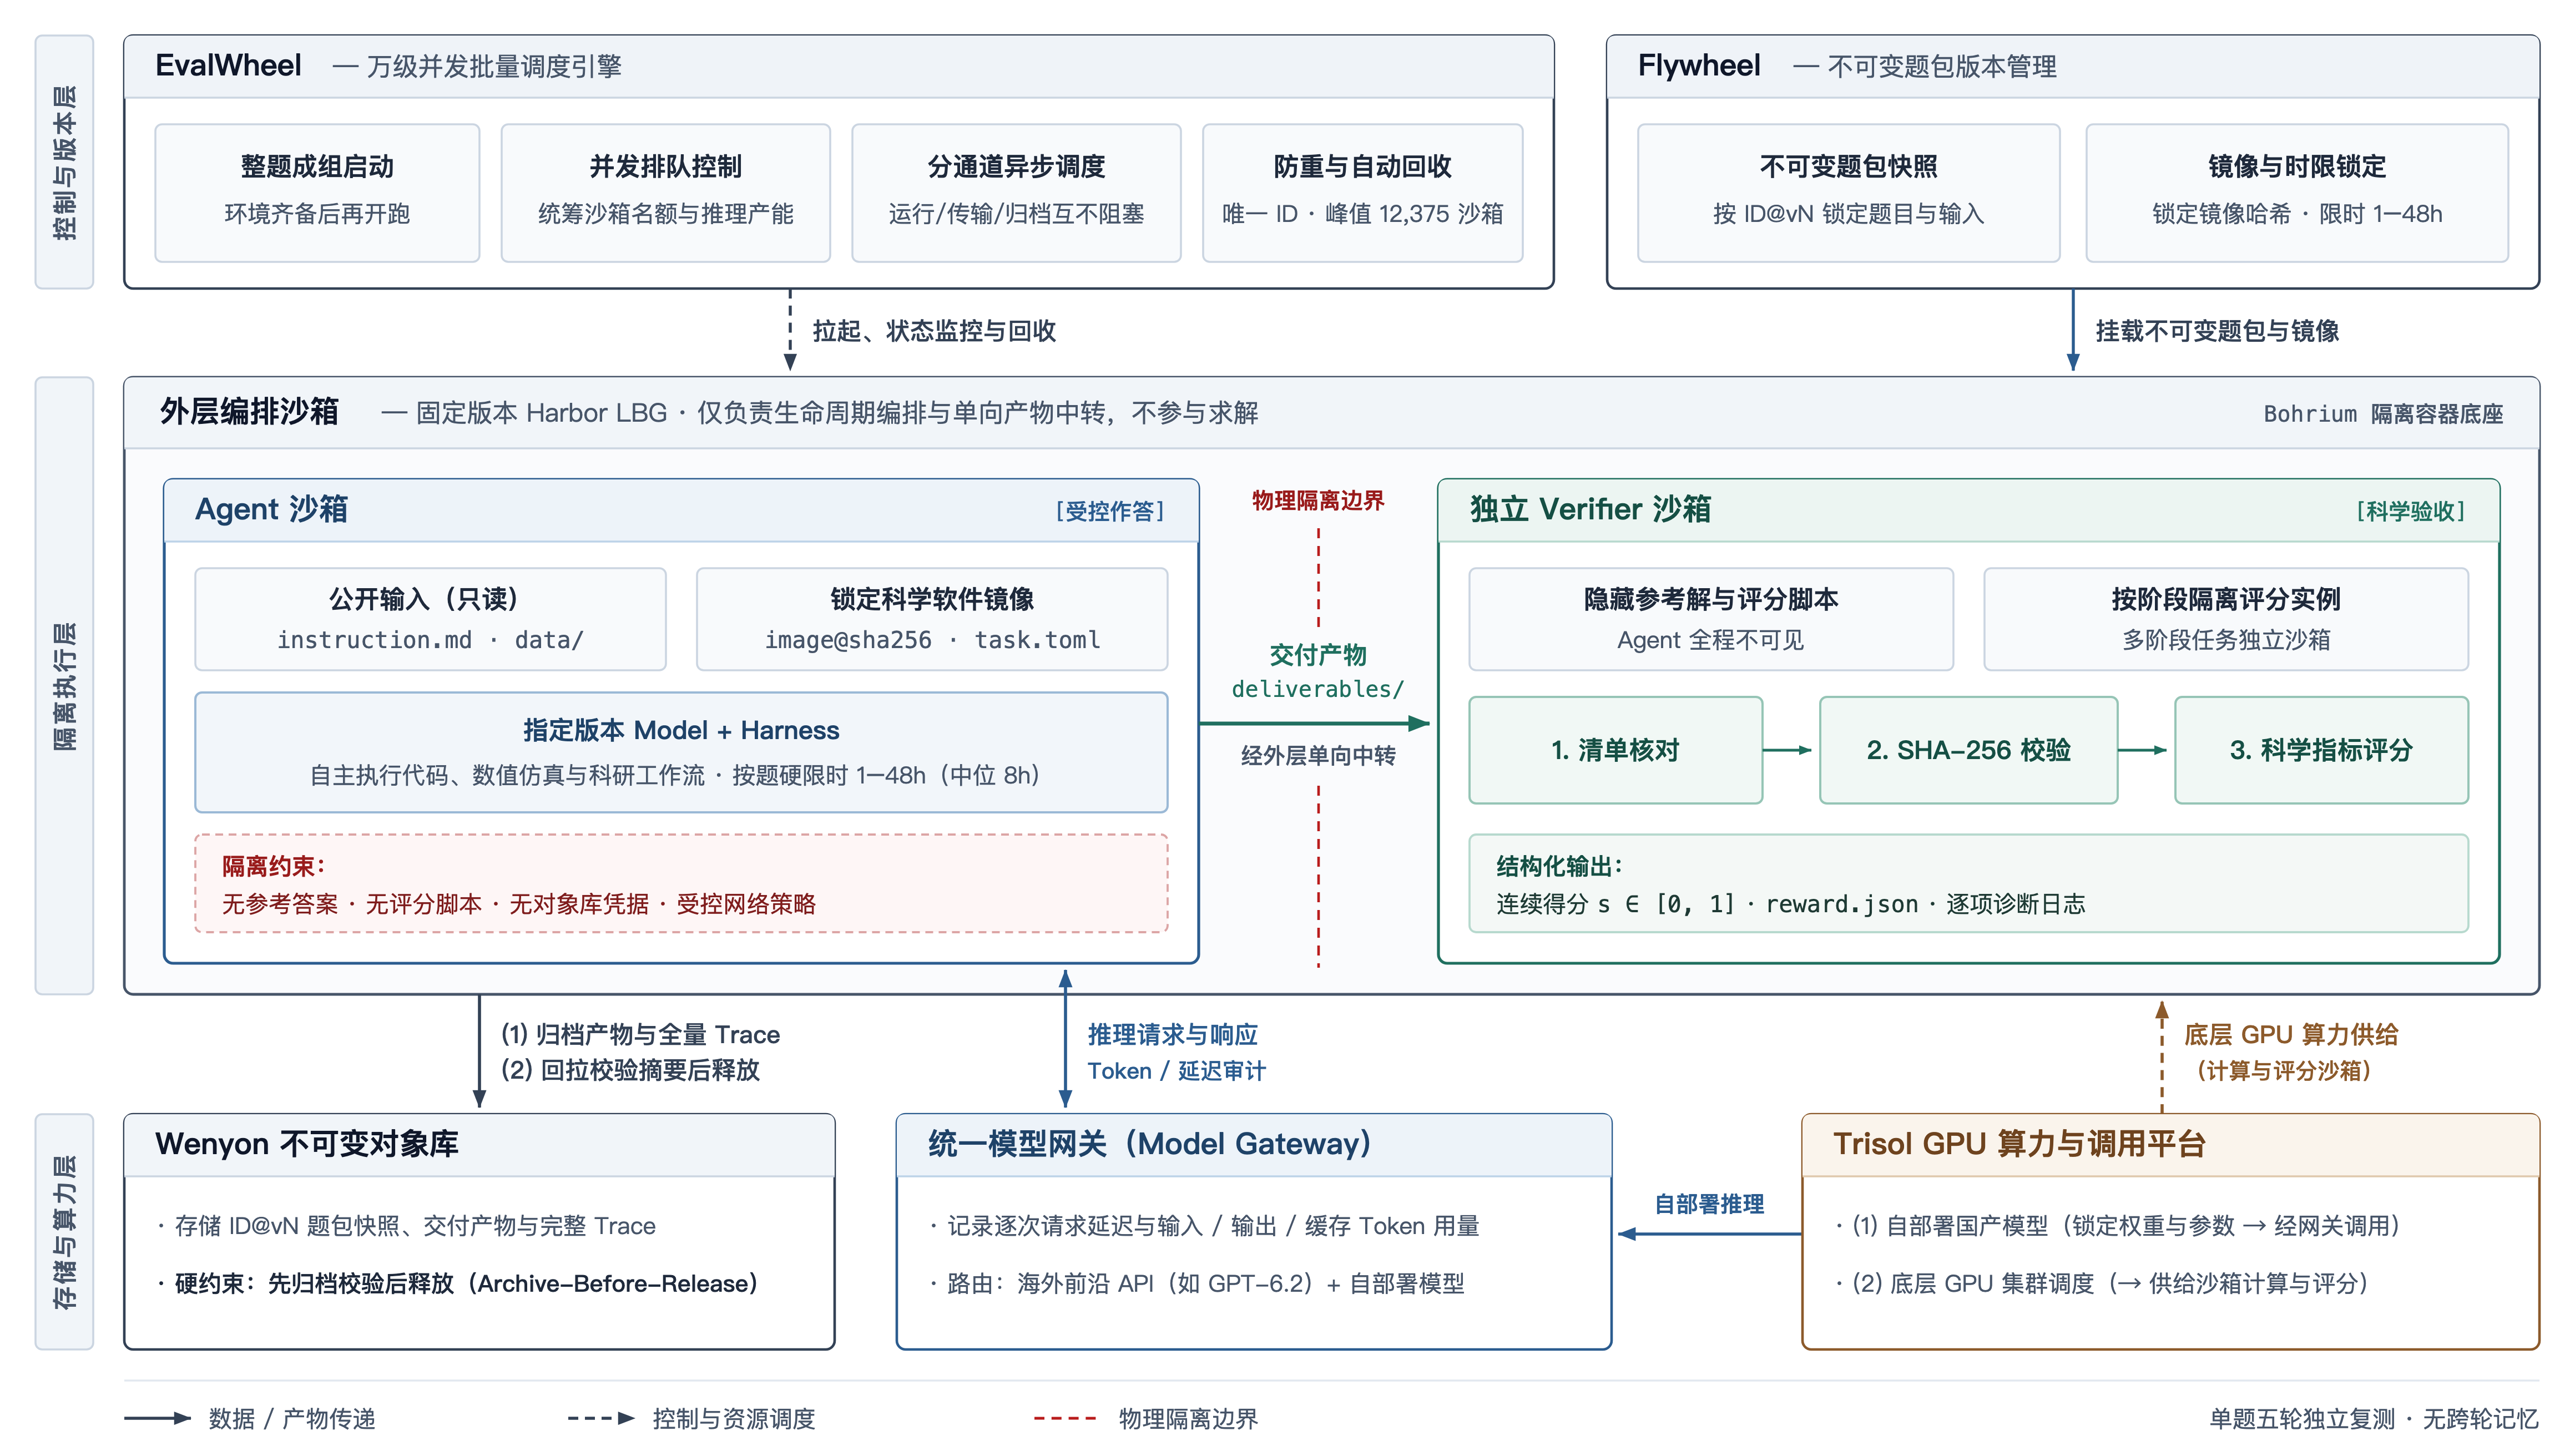 控制与版本层
EvalWheel — 万级并发批量调度引擎
整题成组启动
环境齐备后再开跑
并发排队控制
统筹沙箱名额与推理产能
分通道异步调度
运行/传输/归档互不阻塞
防重与自动回收
唯一 ID · 峰值 12,375 沙箱
Flywheel — 不可变题包版本管理
不可变题包快照
按 ID@vN 锁定题目与输入
镜像与时限锁定
锁定镜像哈希 · 限时 1–48h
拉起、状态监控与回收
挂载不可变题包与镜像
隔离执行层
外层编排沙箱 — 固定版本 Harbor LBG · 仅负责生命周期编排与单向产物中转，不参与求解
Bohrium 隔离容器底座
Agent 沙箱 [受控作答]
公开输入（只读）
instruction.md · data/
锁定科学软件镜像
image@sha256 · task.toml
指定版本 Model + Harness
自主执行代码、数值仿真与科研工作流 · 按题硬限时 1–48h（中位 8h）
隔离约束：
无参考答案 · 无评分脚本 · 无对象库凭据 · 受控网络策略
物理隔离边界
交付产物
deliverables/
经外层单向中转
独立 Verifier 沙箱 [科学验收]
隐藏参考解与评分脚本
Agent 全程不可见
按阶段隔离评分实例
多阶段任务独立沙箱
1. 清单核对
2. SHA-256 校验
3. 科学指标评分
结构化输出：
连续得分 s ∈ [0, 1] · reward.json · 逐项诊断日志
(1) 归档产物与全量 Trace
(2) 回拉校验摘要后释放
推理请求与响应
Token / 延迟审计
底层 GPU 算力供给
（计算与评分沙箱）
存储与算力层
Wenyon 不可变对象库
· 存储 ID@vN 题包快照、交付产物与完整 Trace
· 硬约束：先归档校验后释放（Archive-Before-Release）
统一模型网关（Model Gateway）
· 记录逐次请求延迟与输入 / 输出 / 缓存 Token 用量
· 路由：海外前沿 API（如 GPT-6.2）+ 自部署模型
自部署推理
Trisol GPU 算力与调用平台
· (1) 自部署国产模型（锁定权重与参数 → 经网关调用）
· (2) 底层 GPU 集群调度（→ 供给沙箱计算与评分）
数据 / 产物传递
控制与资源调度
物理隔离边界
单题五轮独立复测 · 无跨轮记忆